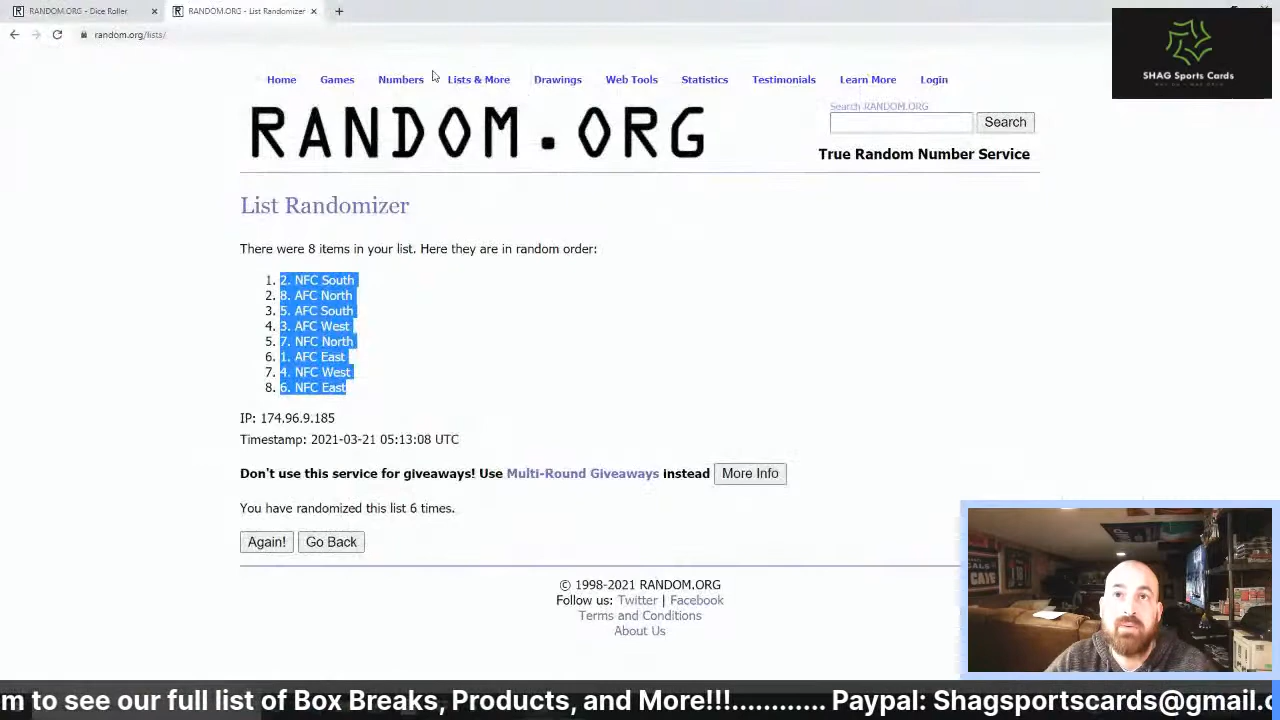 RANDOM.ORG - Dice Roller
RANDOM.ORG - List Randomizer
random.org/lists/
SHAG Sports Cards
Home Games Numbers Lists & More Drawings Web Tools Statistics Testimonials Learn More Login
RANDOM.ORG
Search RANDOM.ORG
Search
True Random Number Service
List Randomizer
There were 8 items in your list. Here they are in random order:
1. 2. NFC South
2. 8. AFC North
3. 5. AFC South
4. 3. AFC West
5. 7. NFC North
6. 1. AFC East
7. 4. NFC West
8. 6. NFC East
IP: 174.96.9.185
Timestamp: 2021-03-21 05:13:08 UTC
Don't use this service for giveaways! Use Multi-Round Giveaways instead More Info
You have randomized this list 6 times.
Again! Go Back
© 1998-2021 RANDOM.ORG
Follow us: Twitter | Facebook
Terms and Conditions
About Us
m to see our full list of Box Breaks, Products, and More!!!........... Paypal: Shagsportscards@gmail.c